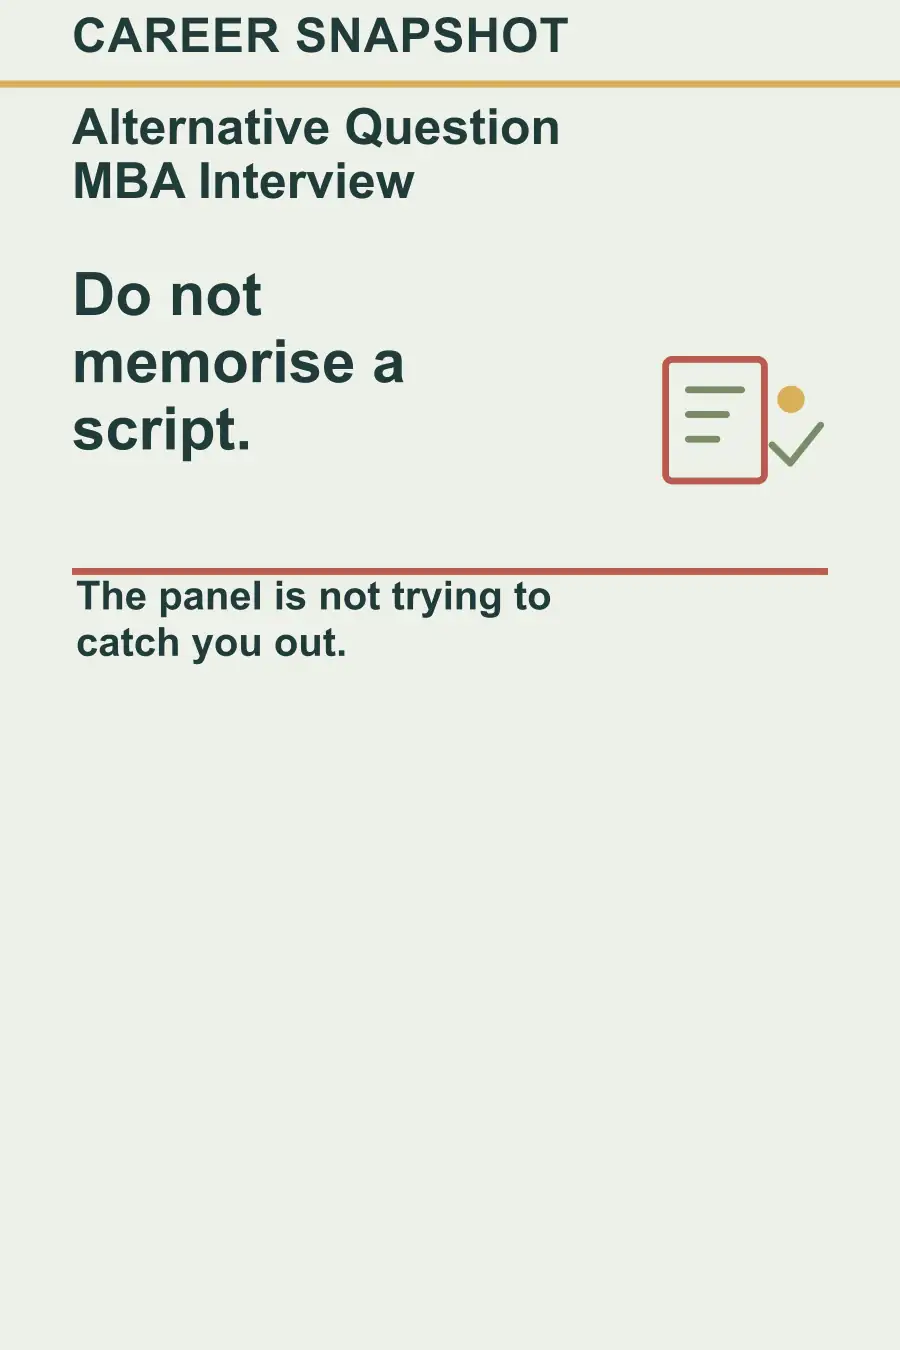 CAREER SNAPSHOT
Alternative Question
MBA Interview
Do not
memorise a
script.
The panel is not trying to
catch you out.